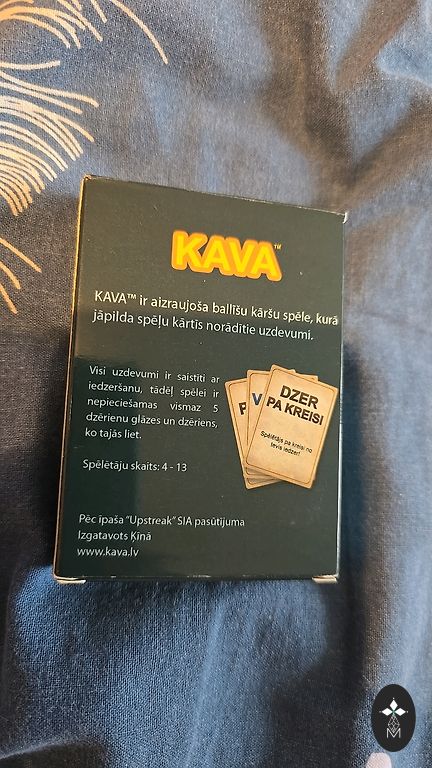 KAVA™
KAVA™ ir aizraujoša ballīšu kāršu spēle, kurā
jāpilda spēļu kārtīs norādītie uzdevumi.
Visi uzdevumi ir saistīti ar
iedzeršanu, tādēļ spēlei ir
nepieciešamas vismaz 5
dzērienu glāzes un dzēriens,
ko tajās liet.
P
V
DZER
PA KREISI
Spēlētājs pa kreisi no
tevis iedzer!
Spēlētāju skaits: 4 - 13
Pēc īpaša "Upstreak" SIA pasūtījuma
Izgatavots Ķīnā
www.kava.lv
M